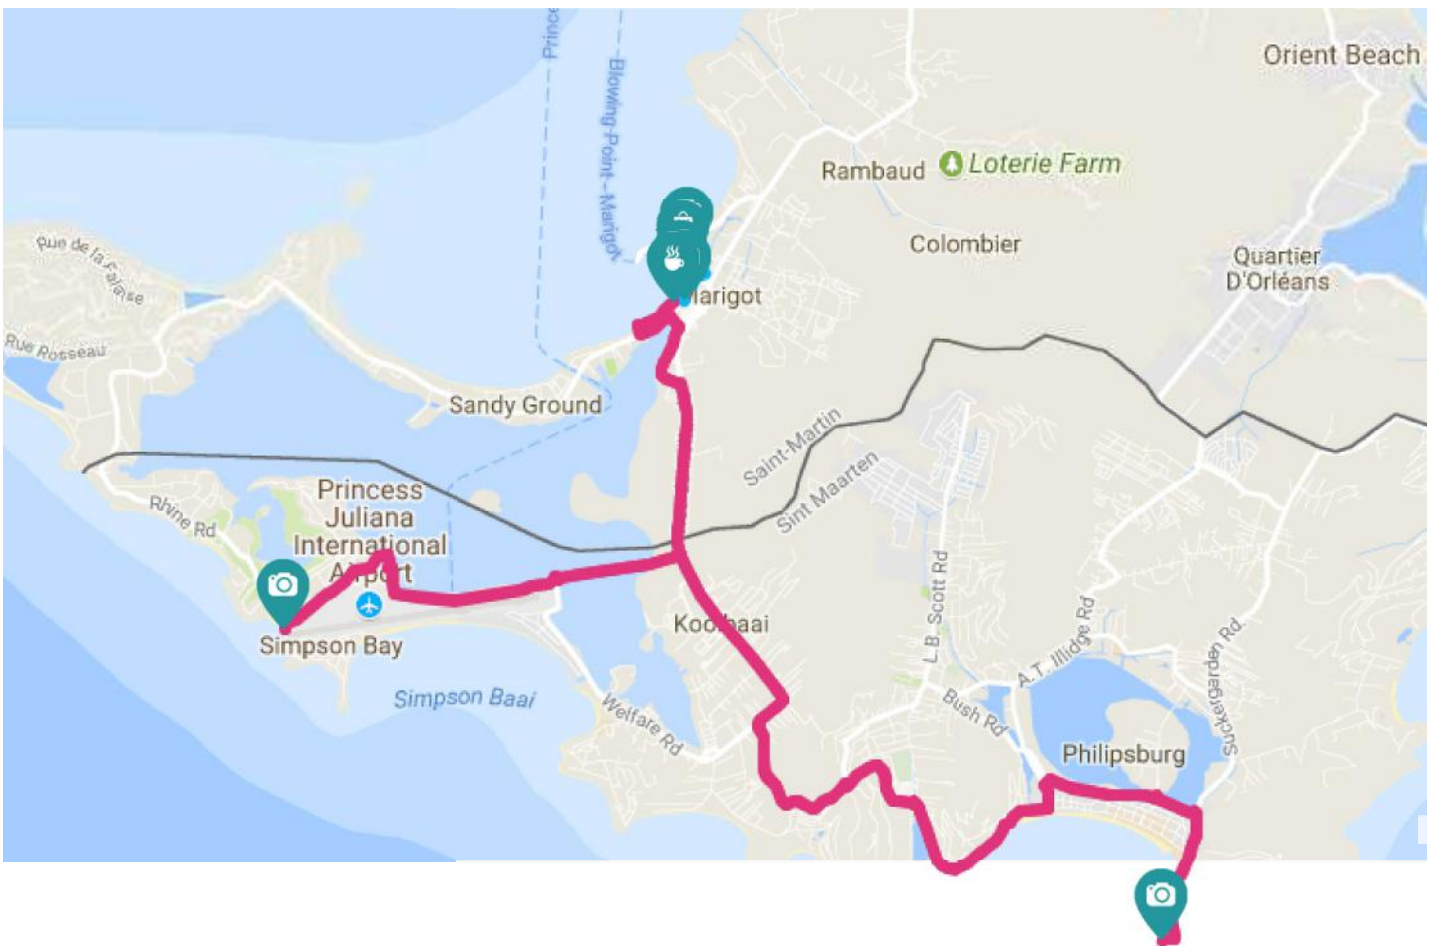 Prince
Orient Beach
Blowing Point - Marigot
Rambaud
Loterie Farm
Rue de la Falaise
Colombier
Quartier
D'Orléans
Marigot
Rue Rosseau
Sandy Ground
Saint-Martin
Sint Maarten
Princess
Juliana
International
Airport
Rhine Rd
L.B. Scott Rd
A.T. Illidge Rd
Suckergarden Rd
Koolbaai
Simpson Bay
Simpson Baai
Welfare Rd
Bush Rd
Philipsburg